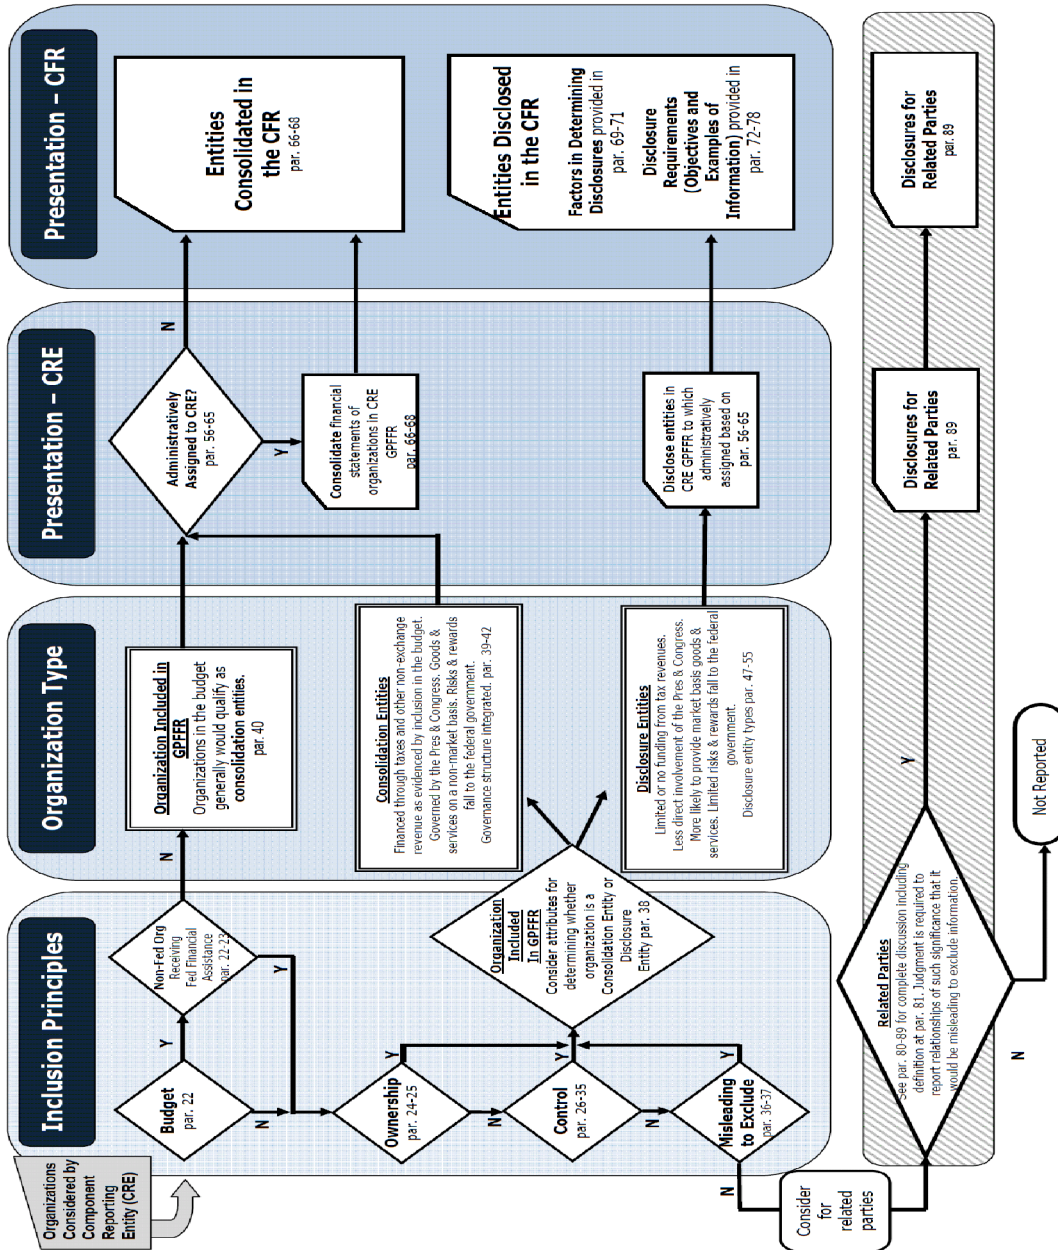 Organizations
Considered by
Component
Reporting
Entity (CRE)
Inclusion Principles
Budget
par. 22
Y
N
Non-Fed Org
Receiving
Fed Financial
Assistance
par. 22-23
N
Y
Ownership
par. 24-25
Y
N
Control
par. 26-35
Y
N
Misleading
to Exclude
par. 36-37
Y
N
Organization
Included
In GPFFR
Consider attributes for
determining whether
organization is a
Consolidation Entity or
Disclosure
Entity par. 38
Organization Type
Organization Included in
GPFFR
Organizations in the budget
generally would qualify as
consolidation entities.
par. 40
Consolidation Entities
Financed through taxes and other non-exchange
revenue as evidenced by inclusion in the budget.
Governed by the Pres & Congress. Goods &
services on a non-market basis. Risks & rewards
fall to the federal government.
Governance structure integrated. par. 39-42
Disclosure Entities
Limited or no funding from tax revenues.
Less direct involvement of the Pres & Congress.
More likely to provide market basis goods &
services. Limited risks & rewards fall to the federal
government.
Disclosure entity types par. 47-55
Presentation – CRE
Administratively
Assigned to CRE?
par. 56-65
N
Y
Consolidate financial
statements of
organizations in CRE
GPFFR
par. 66-68
Disclose entities in
CRE GPFFR to which
administratively
assigned based on
par. 56-65
Presentation – CFR
Entities
Consolidated in
the CFR
par. 66-68
Entities Disclosed
in the CFR
Factors in Determining
Disclosures provided in
par. 69-71
Disclosure
Requirements
(Objectives and
Examples of
Information) provided in
par. 72-78
Consider
for
related
parties
Related Parties
See par. 80-89 for complete discussion including
definition at par. 81. Judgment is required to
report relationships of such significance that it
would be misleading to exclude information.
Y
N
Disclosures for
Related Parties
par. 89
Disclosures for
Related Parties
par. 89
Not Reported